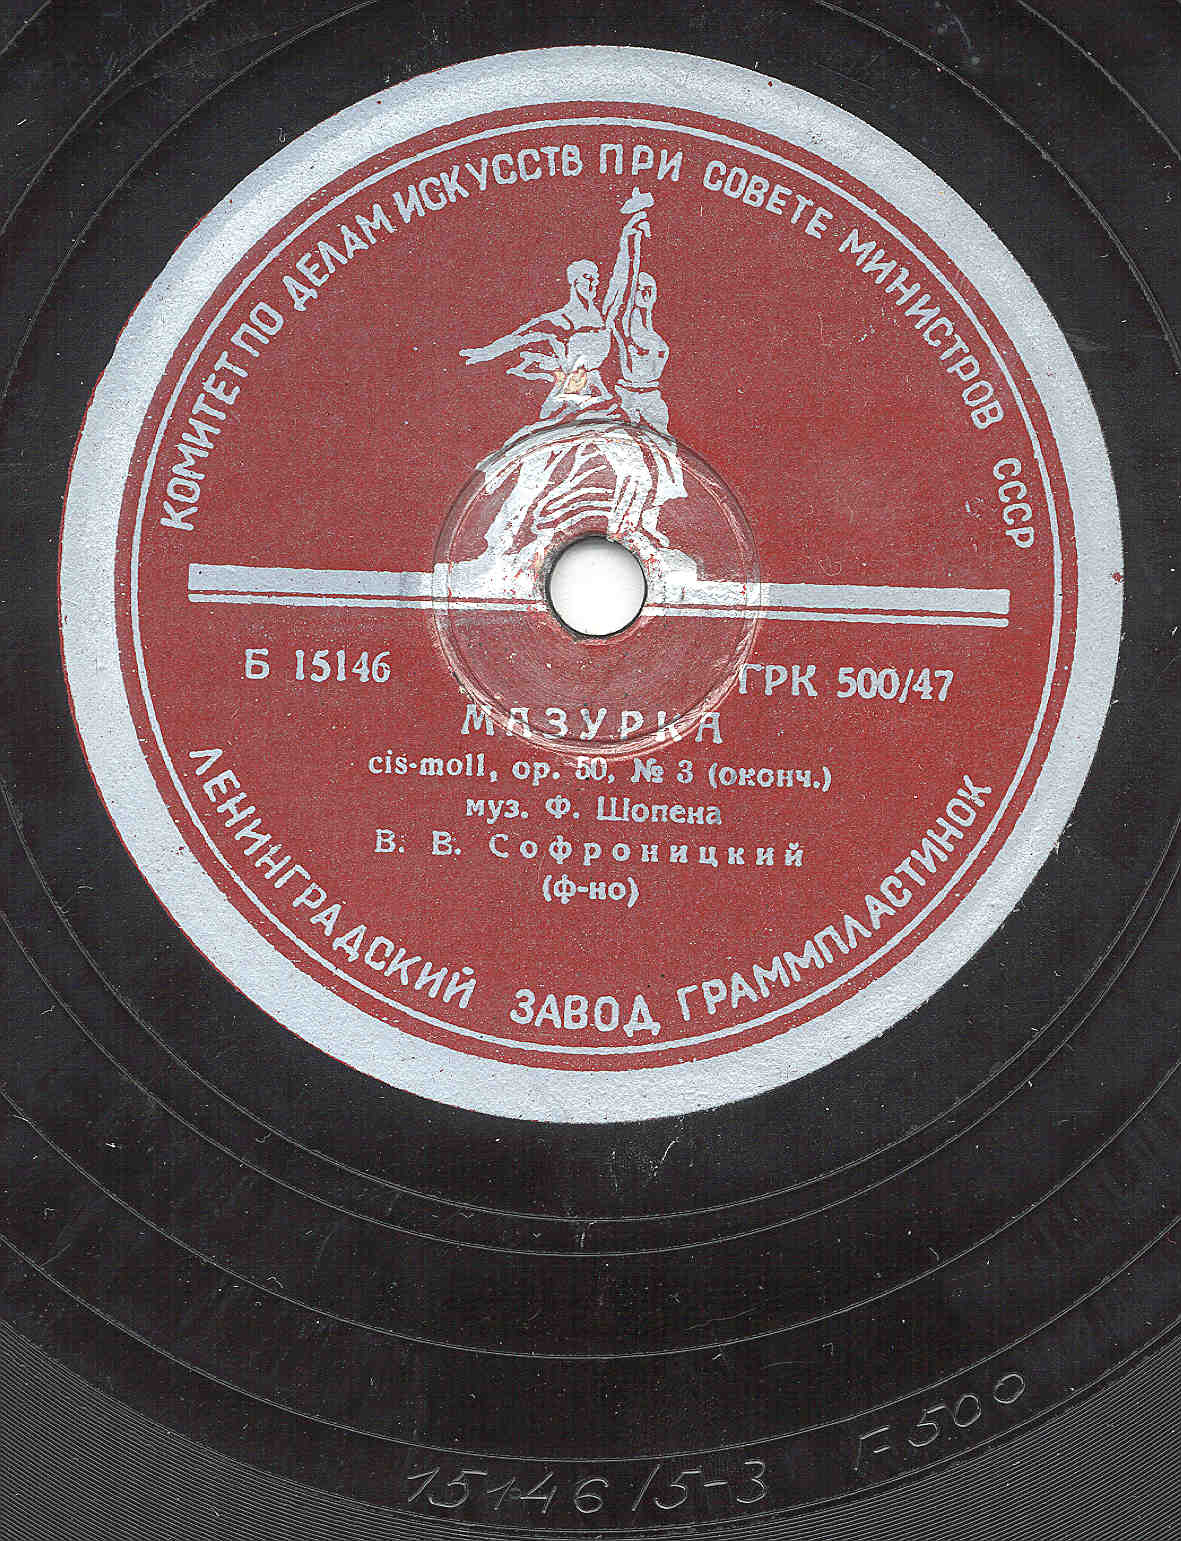 КОМИТЕТ ПО ДЕЛАМ ИСКУССТВ ПРИ СОВЕТЕ МИНИСТРОВ СССР
Б 15146 ГРК 500/47
МАЗУРКА
cis-moll, op. 50, № 3 (оконч.)
муз. Ф. Шопена
В. В. Софроницкий
(ф-но)
ЛЕНИНГРАДСКИЙ ЗАВОД ГРАММПЛАСТИНОК
15146/5-3 F=500